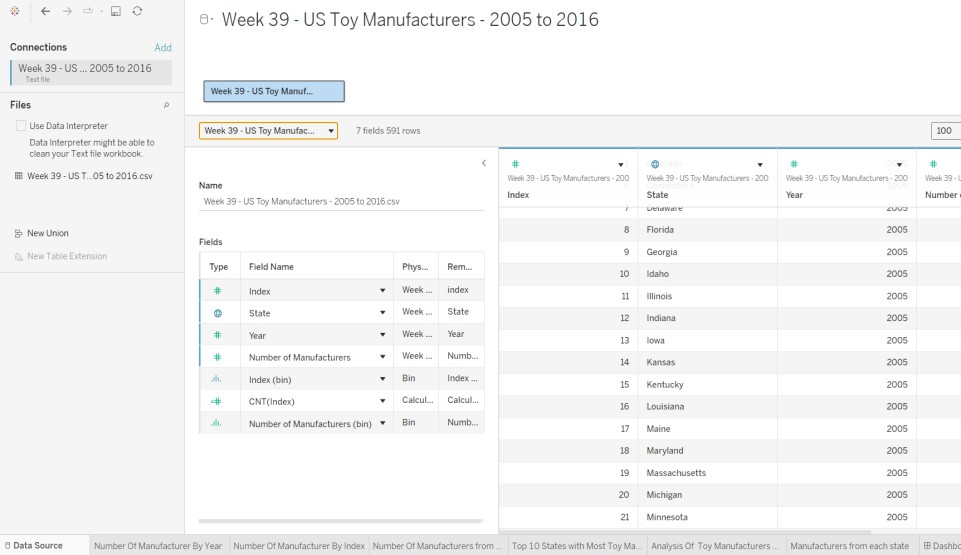 Week 39 - US Toy Manufacturers - 2005 to 2016
Connections
Add
Week 39 - US ... 2005 to 2016
Text file
Files
Use Data Interpreter
Data Interpreter might be able to
clean your Text file workbook.
Week 39 - US T...05 to 2016.csv
New Union
New Table Extension
Week 39 - US Toy Manuf...
Week 39 - US Toy Manufac...
7 fields 591 rows
100
Name
Week 39 - US Toy Manufacturers - 2005 to 2016.csv
Fields
Type Field Name Phys... Rem...
Index Week ... index
State Week ... State
Year Week ... Year
Number of Manufacturers Week ... Numb...
Index (bin) Bin Index ...
CNT(Index) Calcul... Calcul...
Number of Manufacturers (bin) Bin Numb...
Week 39 - US Toy Manufacturers - 200 Week 39 - US Toy Manufacturers - 200 Week 39 - US Toy Manufacturers - 200 Week 39 - U
Index State Year Number
7 Delaware 2005
8 Florida 2005
9 Georgia 2005
10 Idaho 2005
11 Illinois 2005
12 Indiana 2005
13 Iowa 2005
14 Kansas 2005
15 Kentucky 2005
16 Louisiana 2005
17 Maine 2005
18 Maryland 2005
19 Massachusetts 2005
20 Michigan 2005
21 Minnesota 2005
Data Source Number Of Manufacturer By Year Number Of Manufacturer By Index Number of Manufacturers from ... Top 10 States with Most Toy Ma... Analysis Of Toy Manufacturers ... Manufacturers from each state Dashbo